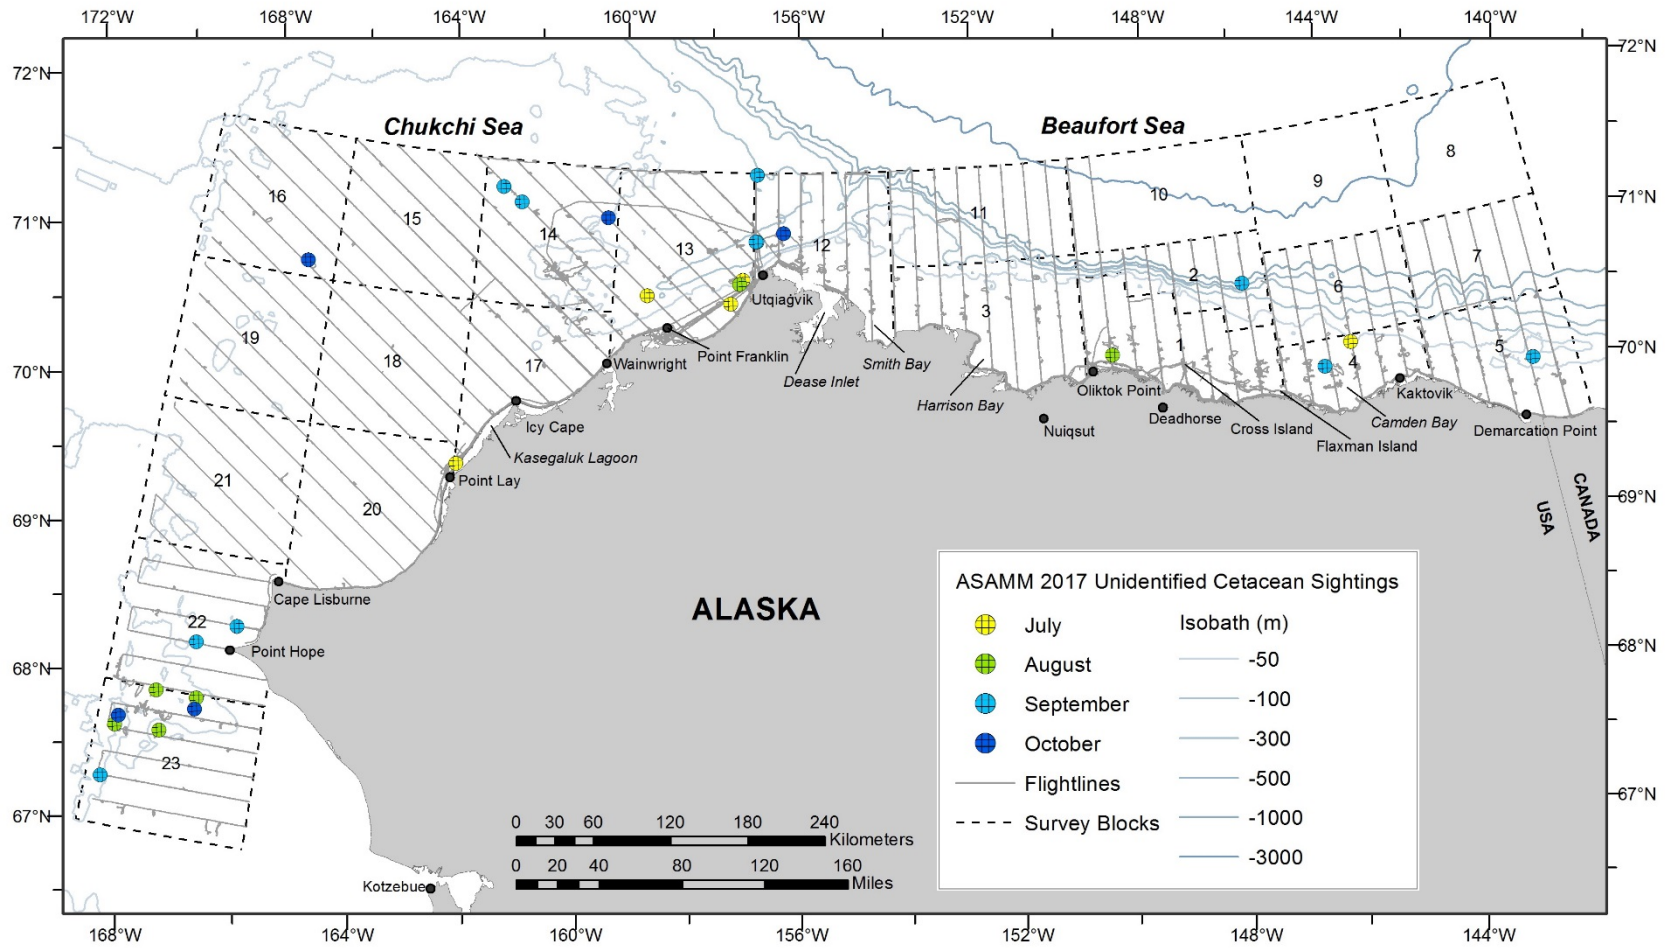 172°W 168°W 164°W 160°W 156°W 152°W 148°W 144°W 140°W
72°N 72°N
Chukchi Sea Beaufort Sea
8
9
10
16
71°N 71°N
15
11
14
13
12
7
2
6
Utqiaġvik
3
19
Point Franklin
1
5
70°N 70°N
18
17
Wainwright
Smith Bay
4
Dease Inlet
Oliktok Point
Kaktovik
Harrison Bay
Deadhorse
Camden Bay
Icy Cape
Nuiqsut
Cross Island
Demarcation Point
Flaxman Island
Kasegaluk Lagoon
21
Point Lay
69°N 69°N
20
CANADA
USA
Cape Lisburne
22
ALASKA
68°N 68°N
Point Hope
23
67°N 67°N
Kotzebue
ASAMM 2017 Unidentified Cetacean Sightings
July
August
September
October
Flightlines
Survey Blocks
Isobath (m)
-50
-100
-300
-500
-1000
-3000
0 30 60 120 180 240
Kilometers
0 20 40 80 120 160
Miles
168°W 164°W 160°W 156°W 152°W 148°W 144°W